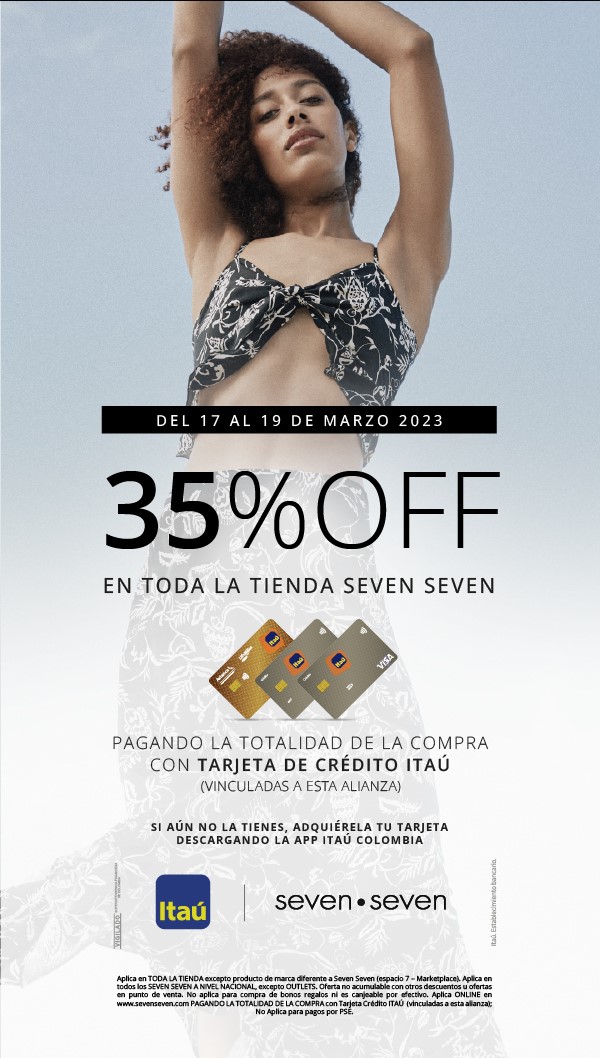 DEL 17 AL 19 DE MARZO 2023
35%OFF
EN TODA LA TIENDA SEVEN SEVEN
Itaú
Itaú
Itaú
VISA
PAGANDO LA TOTALIDAD DE LA COMPRA
CON TARJETA DE CRÉDITO ITAÚ
(VINCULADAS A ESTA ALIANZA)
SI AÚN NO LA TIENES, ADQUIÉRELA TU TARJETA
DESCARGANDO LA APP ITAÚ COLOMBIA
VIGILADO
Itaú
seven•seven
Itaú. Establecimiento bancario.
Aplica en TODA LA TIENDA excepto producto de marca diferente a Seven Seven (espacio 7 – Marketplace). Aplica en
todos los SEVEN SEVEN A NIVEL NACIONAL, excepto OUTLETS. Oferta no acumulable con otros descuentos u ofertas
en punto de venta. No aplica para compra de bonos regalos ni es canjeable por efectivo. Aplica ONLINE en
www.sevenseven.com PAGANDO LA TOTALIDAD DE LA COMPRA con Tarjeta Crédito ITAÚ (vinculadas a esta alianza);
No Aplica para pagos por PSE.